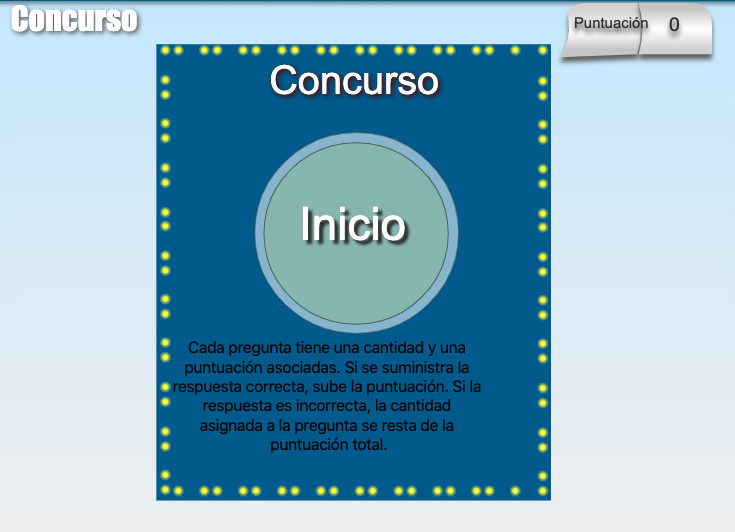 Concurso
Puntuación 0
Concurso
Inicio
Cada pregunta tiene una cantidad y una
puntuación asociadas. Si se suministra la
respuesta correcta, sube la puntuación. Si la
respuesta es incorrecta, la cantidad
asignada a la pregunta se resta de la
puntuación total.